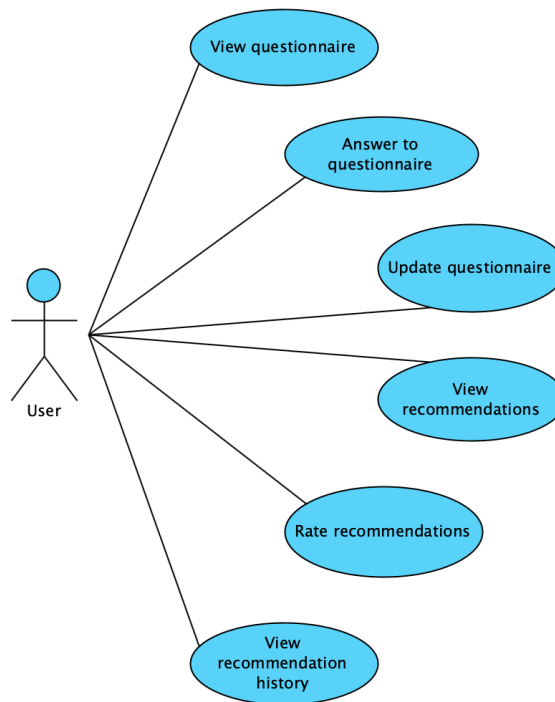 View questionnaire
Answer to
questionnaire
Update questionnaire
User
View
recommendations
Rate recommendations
View
recommendation
history